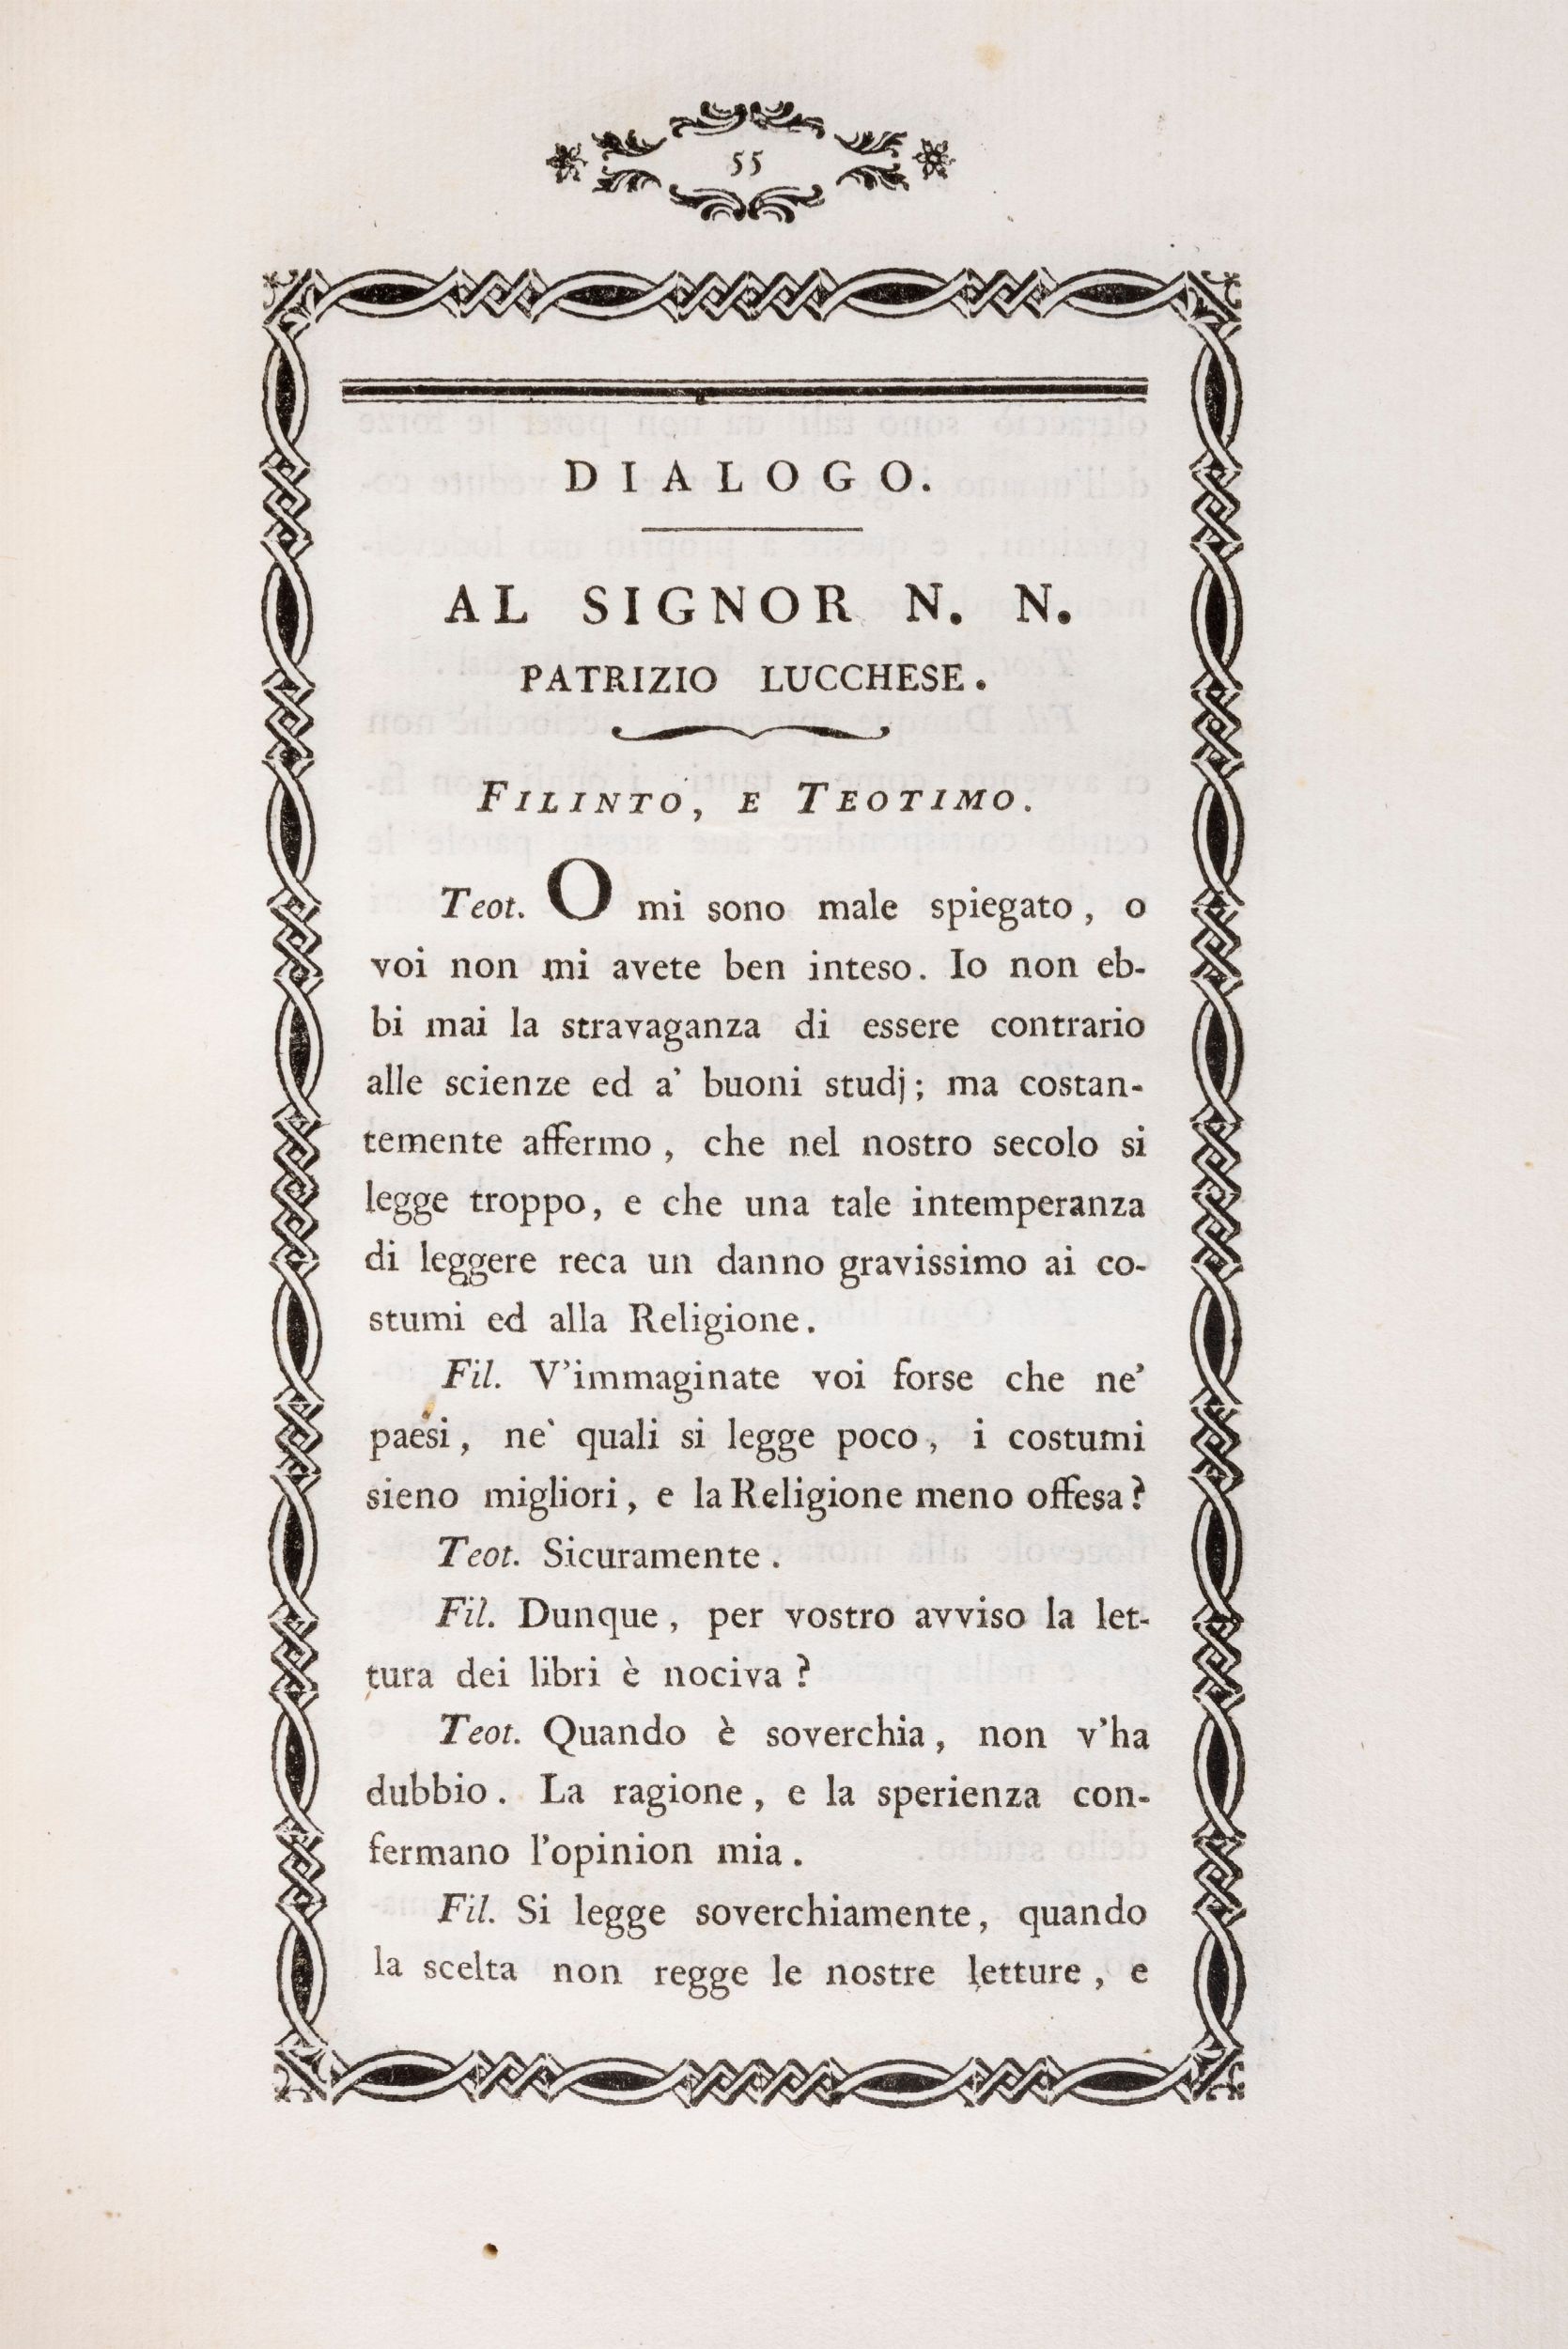 55
DIALOGO.
AL SIGNOR N. N.
PATRIZIO LUCCHESE.
FILINTO, E TEOTIMO.
Teot. O mi sono male spiegato, o
voi non mi avete ben inteso. Io non eb-
bi mai la stravaganza di essere contrario
alle scienze ed a' buoni studj; ma costan-
temente affermo, che nel nostro secolo si
legge troppo, e che una tale intemperanza
di leggere reca un danno gravissimo ai co-
stumi ed alla Religione.
Fil. V'immaginate voi forse che ne'
paesi, ne' quali si legge poco, i costumi
sieno migliori, e la Religione meno offesa?
Teot. Sicuramente.
Fil. Dunque, per vostro avviso la let-
tura dei libri è nociva?
Teot. Quando è soverchia, non v'ha
dubbio. La ragione, e la sperienza con-
fermano l'opinion mia.
Fil. Si legge soverchiamente, quando
la scelta non regge le nostre letture, e